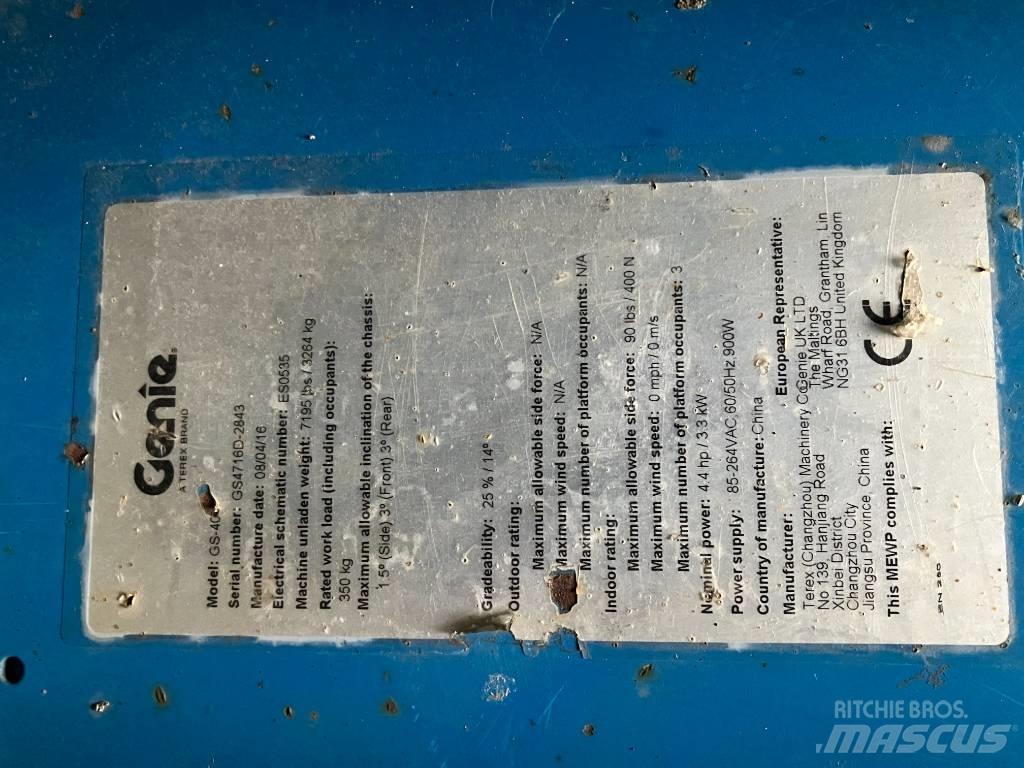 Genie
A TEREX BRAND
Model: GS-40
Serial number: GS4716D-2843
Manufacture date: 08/04/16
Electrical schematic number: ES0535
Machine unladen weight: 7195 lbs / 3264 kg
Rated work load (including occupants):
350 kg
Maximum allowable inclination of the chassis:
1.5° (Side) 3° (Front) 3° (Rear)
Gradeability: 25 % / 14°
Outdoor rating:
Maximum allowable side force: N/A
Maximum wind speed: N/A
Maximum number of platform occupants: N/A
Indoor rating:
Maximum allowable side force: 90 lbs / 400 N
Maximum wind speed: 0 mph / 0 m/s
Maximum number of platform occupants: 3
Nominal power: 4.4 hp / 3.3 kW
Power supply: 85-264VAC,60/50Hz,900W
Country of manufacture: China
Manufacturer:
Terex (Changzhou) Machinery Co
No 139, Hanjiang Road
Xinbei District
Changzhou City
Jiangsu Province, China
European Representative:
Genie UK LTD
The Maltings
Wharf Road, Grantham, Lin
NG31 6BH United Kingdom
This MEWP complies with:
CE
EN 280
RITCHIE BROS.
MASCUS